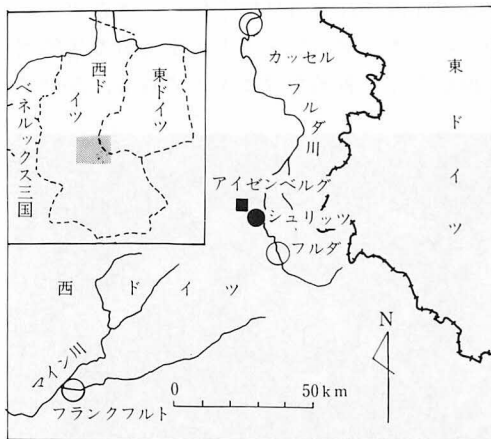 西ドイツ
東ドイツ
ベネルックス三国
カッセル
フルダ川
東ドイツ
アイゼンベルグ
シュリッツ
フルダ
西ドイツ
マイン川
フランクフルト
0 50km
N